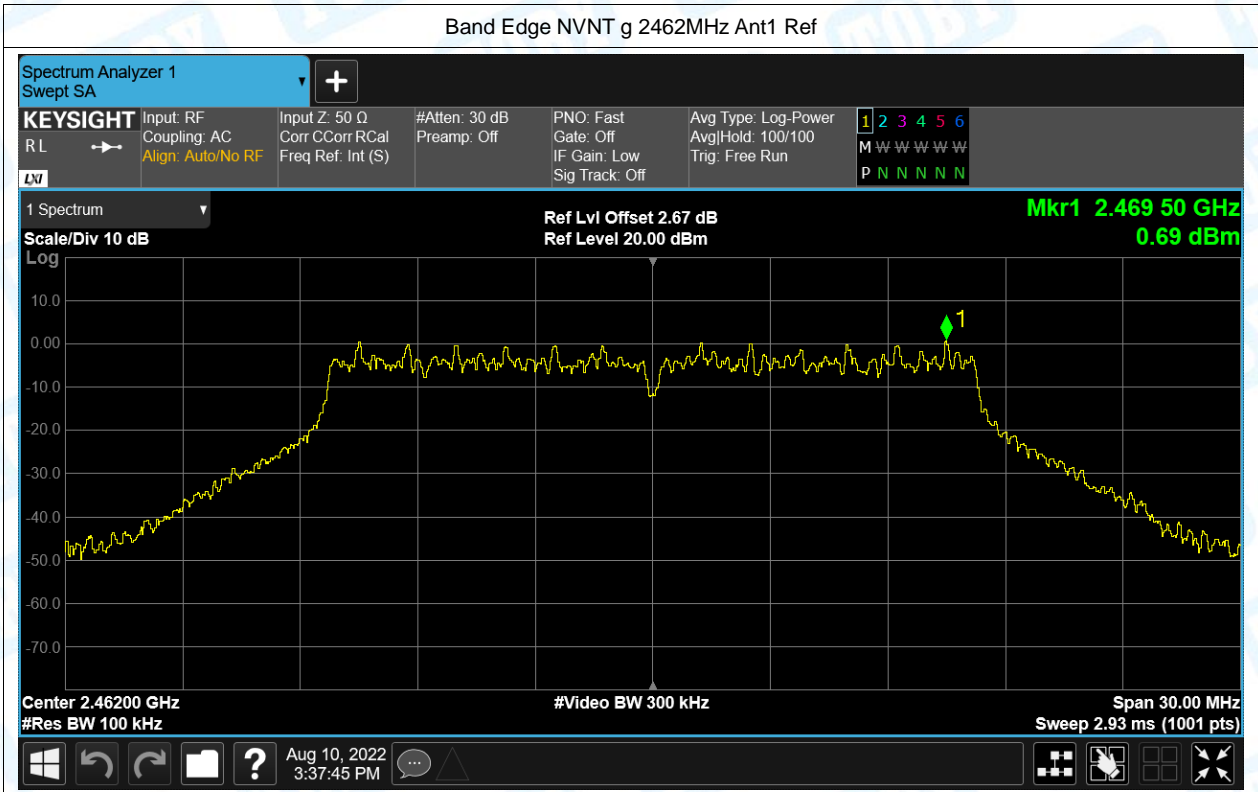 Band Edge NVNT g 2462MHz Ant1 Ref
Spectrum Analyzer 1
Swept SA
KEYSIGHT
R L
LXI
Input: RF
Coupling: AC
Align: Auto/No RF
Input Z: 50 Ω
Corr CCorr RCal
Freq Ref: Int (S)
#Atten: 30 dB
Preamp: Off
PNO: Fast
Gate: Off
IF Gain: Low
Sig Track: Off
Avg Type: Log-Power
Avg|Hold: 100/100
Trig: Free Run
1 2 3 4 5 6
M W W W W W
P N N N N N
1 Spectrum
Scale/Div 10 dB
Ref Lvl Offset 2.67 dB
Ref Level 20.00 dBm
Mkr1 2.469 50 GHz
0.69 dBm
Log
10.0
0.00
-10.0
-20.0
-30.0
-40.0
-50.0
-60.0
-70.0
1
Center 2.46200 GHz
#Res BW 100 kHz
#Video BW 300 kHz
Span 30.00 MHz
Sweep 2.93 ms (1001 pts)
?
Aug 10, 2022
3:37:45 PM